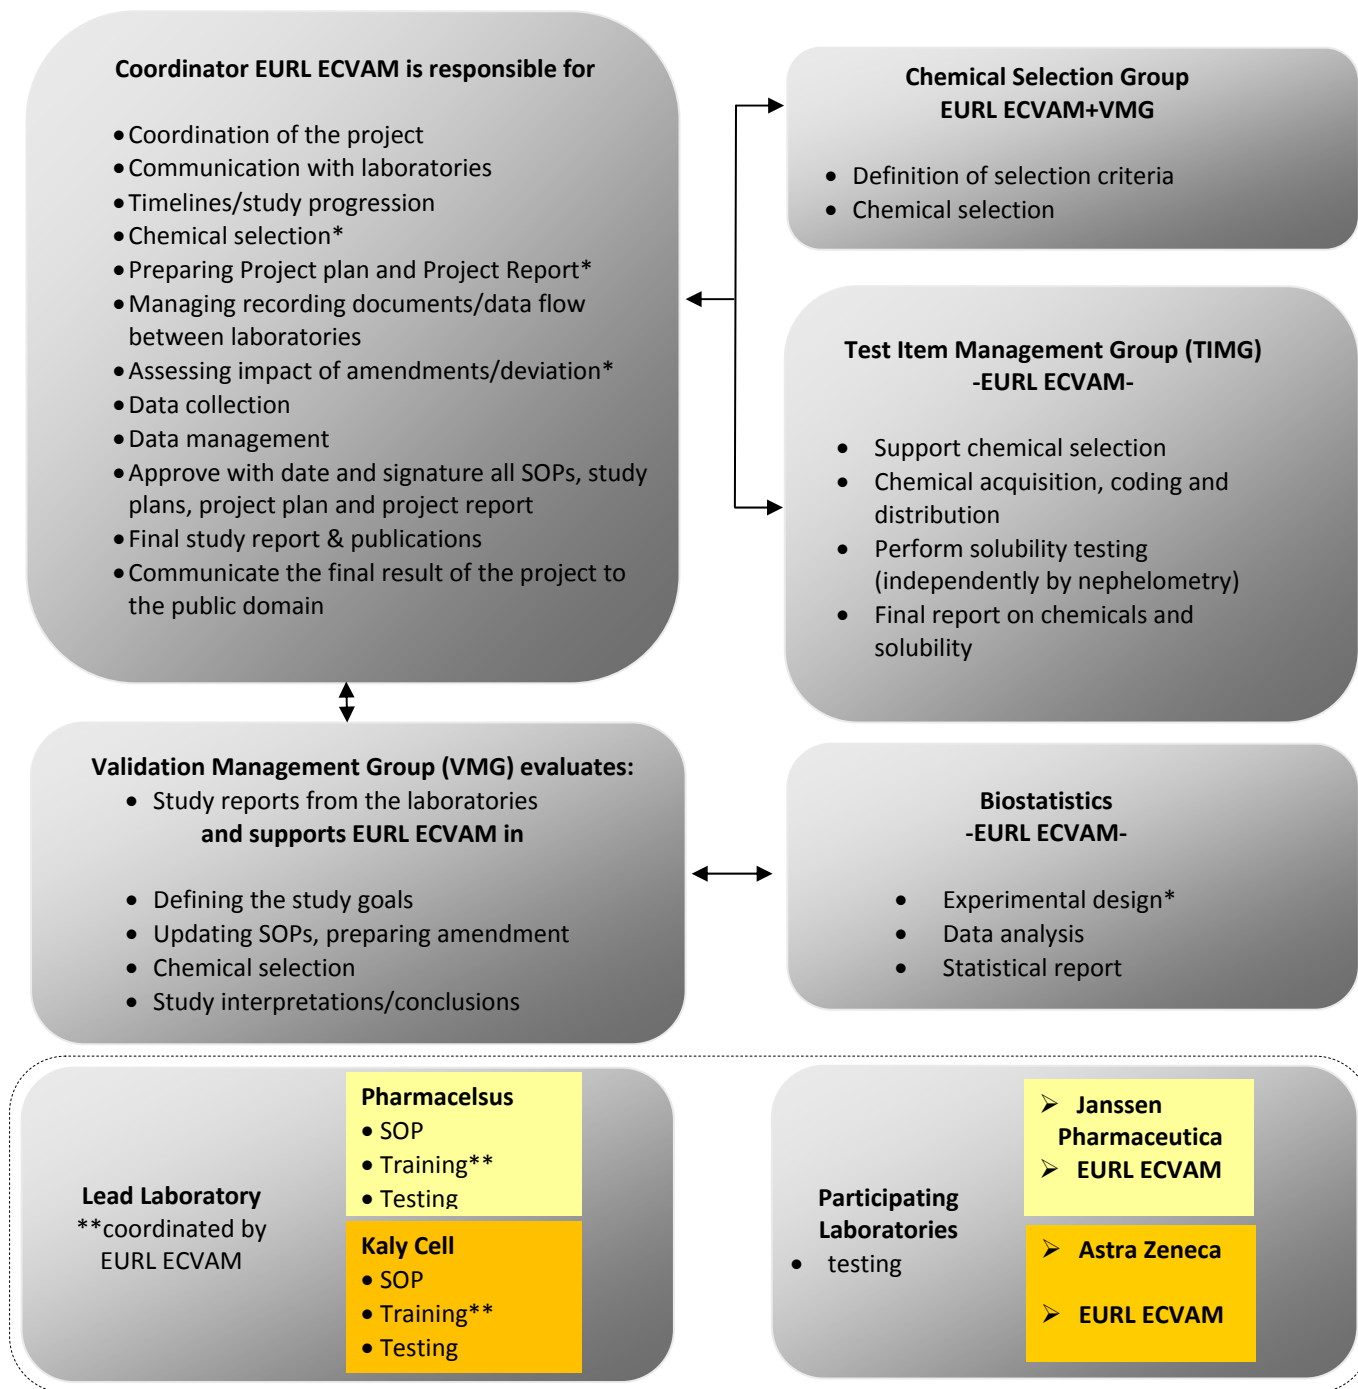 Coordinator EURL ECVAM is responsible for
• Coordination of the project
• Communication with laboratories
• Timelines/study progression
• Chemical selection*
• Preparing Project plan and Project Report*
• Managing recording documents/data flow
between laboratories
• Assessing impact of amendments/deviation*
• Data collection
• Data management
• Approve with date and signature all SOPs, study
plans, project plan and project report
• Final study report & publications
• Communicate the final result of the project to
the public domain
Chemical Selection Group
EURL ECVAM+VMG
• Definition of selection criteria
• Chemical selection
Test Item Management Group (TIMG)
-EURL ECVAM-
• Support chemical selection
• Chemical acquisition, coding and
distribution
• Perform solubility testing
(independently by nephelometry)
• Final report on chemicals and
solubility
Validation Management Group (VMG) evaluates:
• Study reports from the laboratories
and supports EURL ECVAM in
• Defining the study goals
• Updating SOPs, preparing amendment
• Chemical selection
• Study interpretations/conclusions
Biostatistics
-EURL ECVAM-
• Experimental design*
• Data analysis
• Statistical report
Lead Laboratory
**coordinated by
EURL ECVAM
Pharmacelsus
• SOP
• Training**
• Testing
Kaly Cell
• SOP
• Training**
• Testing
Participating
Laboratories
• testing
➢ Janssen
Pharmaceutica
➢ EURL ECVAM
➢ Astra Zeneca
➢ EURL ECVAM